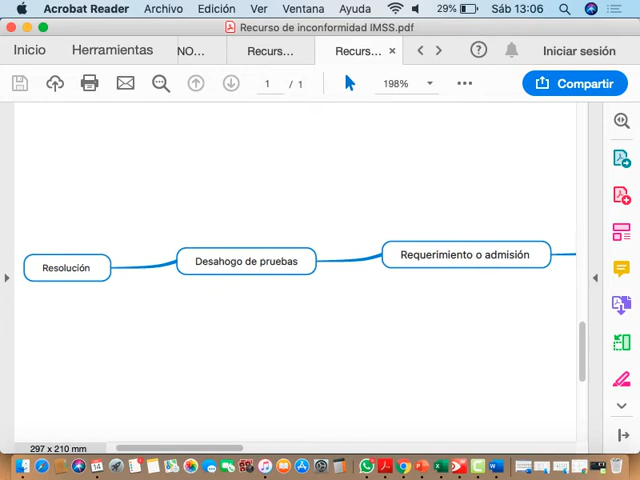 Acrobat Reader Archivo Edición Ver Ventana Ayuda 29% Sáb 13:06
Recurso de inconformidad IMSS.pdf
Inicio Herramientas NO... Recurs... Recurs... × Iniciar sesión
1 / 1 198% Compartir
Resolución Desahogo de pruebas Requerimiento o admisión
297 x 210 mm
14